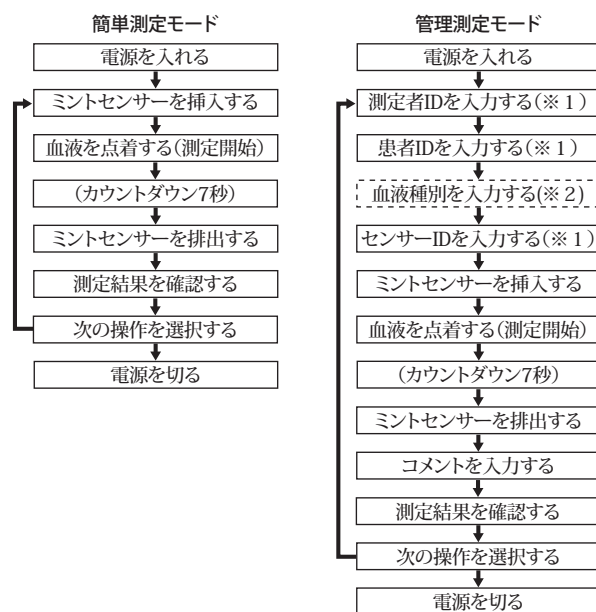 簡単測定モード
電源を入れる
ミントセンサーを挿入する
血液を点着する(測定開始)
(カウントダウン7秒)
ミントセンサーを排出する
測定結果を確認する
次の操作を選択する
電源を切る
管理測定モード
電源を入れる
測定者IDを入力する(※1)
患者IDを入力する(※1)
血液種別を入力する(※2)
センサーIDを入力する(※1)
ミントセンサーを挿入する
血液を点着する(測定開始)
(カウントダウン7秒)
ミントセンサーを排出する
コメントを入力する
測定結果を確認する
次の操作を選択する
電源を切る